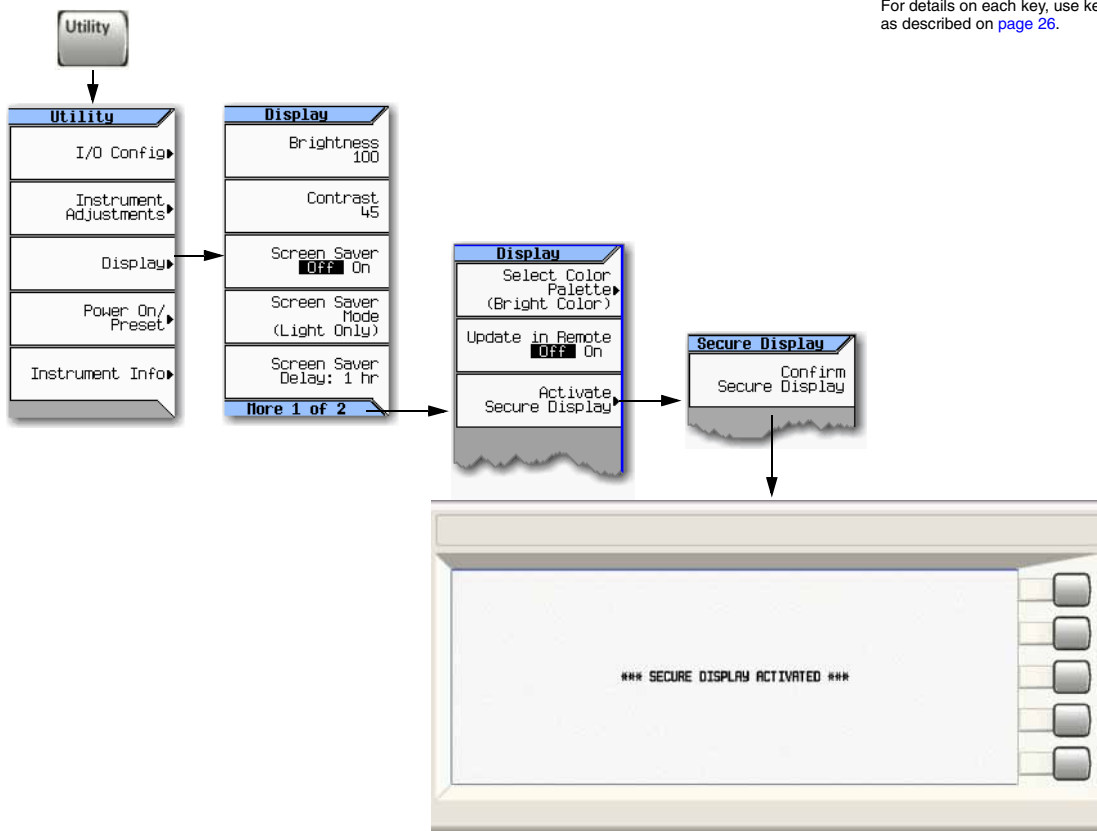 For details on each key, use ke
as described on page 26.
Utility
Utility
I/O Config
Instrument
Adjustments
Display
Power On/
Preset
Instrument Info
Display
Brightness
100
Contrast
45
Screen Saver
Off On
Screen Saver
Mode
(Light Only)
Screen Saver
Delay: 1 hr
More 1 of 2
Display
Select Color
Palette
(Bright Color)
Update in Remote
Off On
Activate
Secure Display
Secure Display
Confirm
Secure Display
*** SECURE DISPLAY ACTIVATED ***